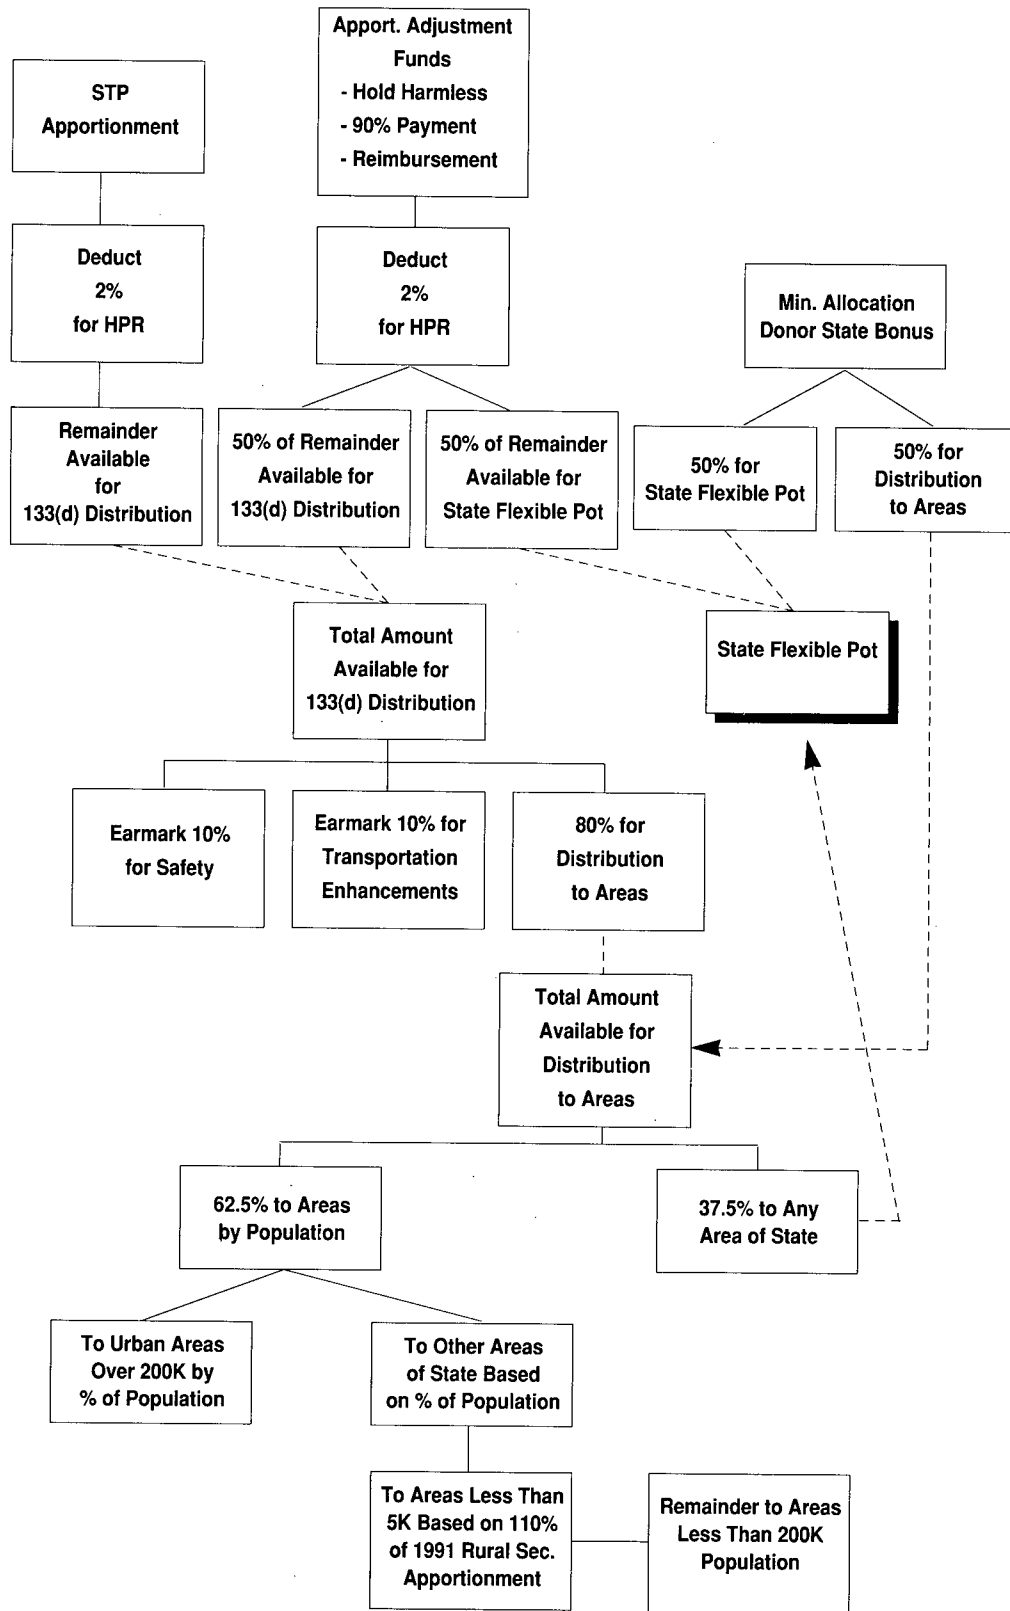 STP
Apportionment
Apport. Adjustment
Funds
- Hold Harmless
- 90% Payment
- Reimbursement
Deduct
2%
for HPR
Deduct
2%
for HPR
Min. Allocation
Donor State Bonus
Remainder
Available
for
133(d) Distribution
50% of Remainder
Available for
133(d) Distribution
50% of Remainder
Available for
State Flexible Pot
50% for
State Flexible Pot
50% for
Distribution
to Areas
Total Amount
Available for
133(d) Distribution
State Flexible Pot
Earmark 10%
for Safety
Earmark 10% for
Transportation
Enhancements
80% for
Distribution
to Areas
Total Amount
Available for
Distribution
to Areas
62.5% to Areas
by Population
37.5% to Any
Area of State
To Urban Areas
Over 200K by
% of Population
To Other Areas
of State Based
on % of Population
To Areas Less Than
5K Based on 110%
of 1991 Rural Sec.
Apportionment
Remainder to Areas
Less Than 200K
Population